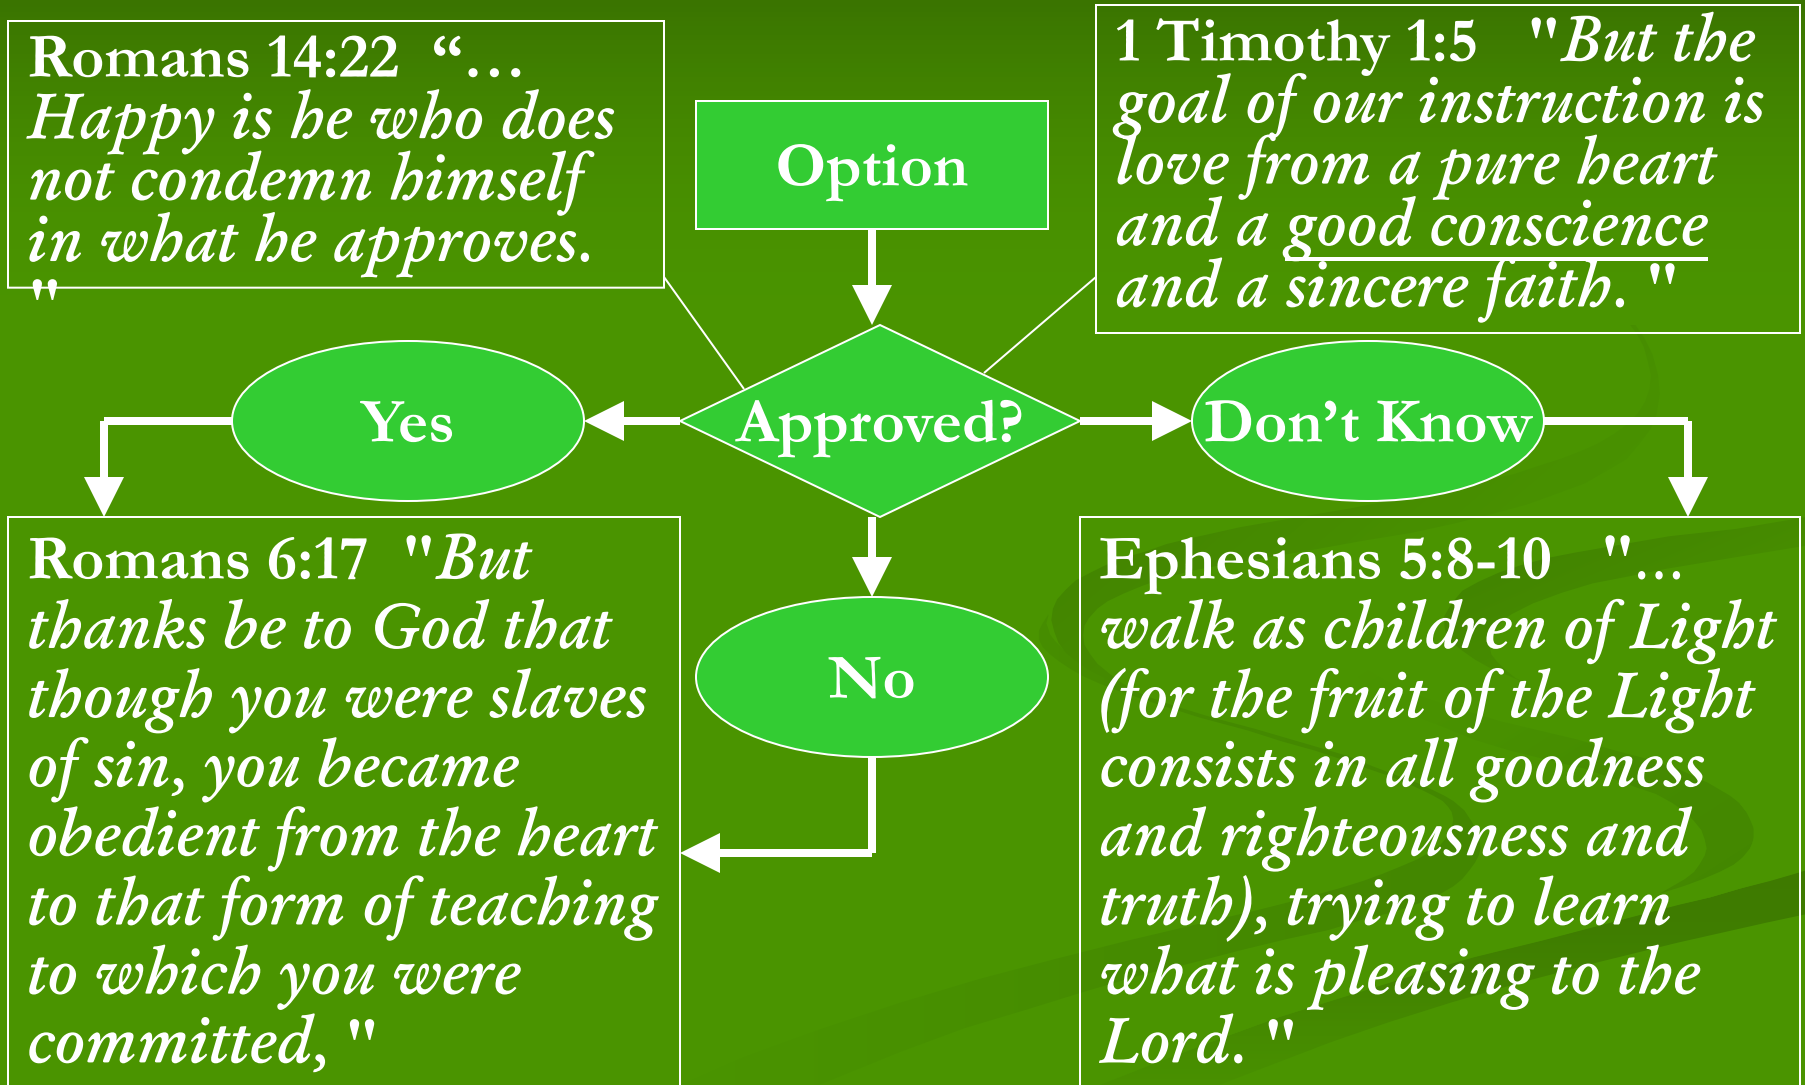 Romans 14:22 “…
Happy is he who does
not condemn himself
in what he approves.
"
Option
1 Timothy 1:5 "But the
goal of our instruction is
love from a pure heart
and a good conscience
and a sincere faith. "
Yes
Approved?
Don’t Know
Romans 6:17 "But
thanks be to God that
though you were slaves
of sin, you became
obedient from the heart
to that form of teaching
to which you were
committed, "
No
Ephesians 5:8-10 "…
walk as children of Light
(for the fruit of the Light
consists in all goodness
and righteousness and
truth), trying to learn
what is pleasing to the
Lord. "